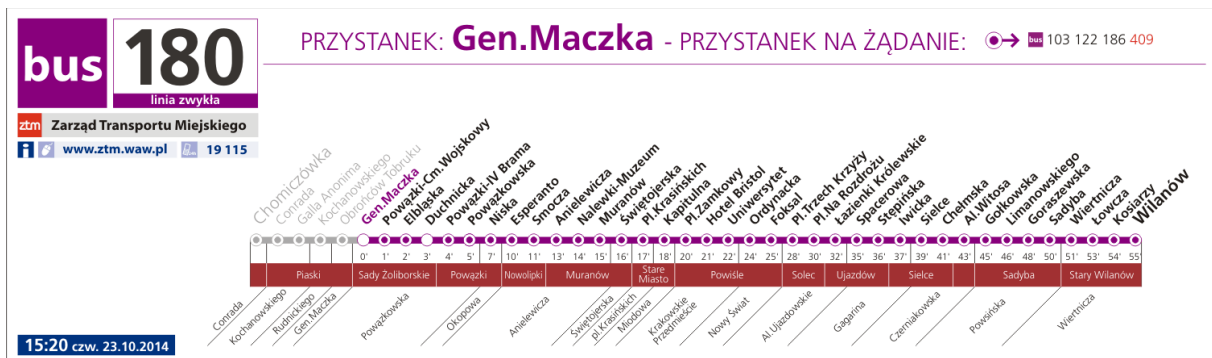 bus 180
linia zwykła
PRZYSTANEK: Gen.Maczka - PRZYSTANEK NA ŻĄDANIE: bus 103 122 186 409
ztm Zarząd Transportu Miejskiego
www.ztm.waw.pl 19 115
Chomiczówka
Conrada
Galla Anonima
Kochanowskiego
Obrońców Tobruku
Gen.Maczka
Powązki-Cm.Wojskowy
Elbląska
Duchnicka
Powązki-IV Brama
Powązkowska
Niska
Esperanto
Smocza
Anielewicza
Nalewki-Muzeum
Muranów
Świętojerska
Pl.Krasińskich
Kapitulna
Pl.Zamkowy
Hotel Bristol
Uniwersytet
Ordynacka
Foksal
Pl.Trzech Krzyży
Pl.Na Rozdrożu
Łazienki Królewskie
Spacerowa
Stępińska
Iwicka
Sielce
Chełmska
Al.Witosa
Gołkowska
Limanowskiego
Goraszewska
Sadyba
Wiertnicza
Łowcza
Kosiarzy
Wilanów
0' 1' 2' 3' 4' 5' 7' 10' 11' 13' 14' 15' 16' 17' 18' 20' 21' 22' 24' 25' 28' 30' 32' 35' 36' 37' 39' 41' 43' 45' 46' 48' 50' 51' 53' 54' 55'
Piaski Sady Żoliborskie Powązki Nowolipki Muranów Stare Miasto Powiśle Solec Ujazdów Sielce Sadyba Stary Wilanów
Conrada
Kochanowskiego
Rudnickiego
Gen.Maczka
Powązkowska
Okopowa
Anielewicza
Świętojerska
pl.Krasińskich
Miodowa
Krakowskie
Przedmieście
Nowy Świat
Al.Ujazdowskie
Gagarina
Czerniakowska
Powsińska
Wiertnicza
15:20 czw. 23.10.2014